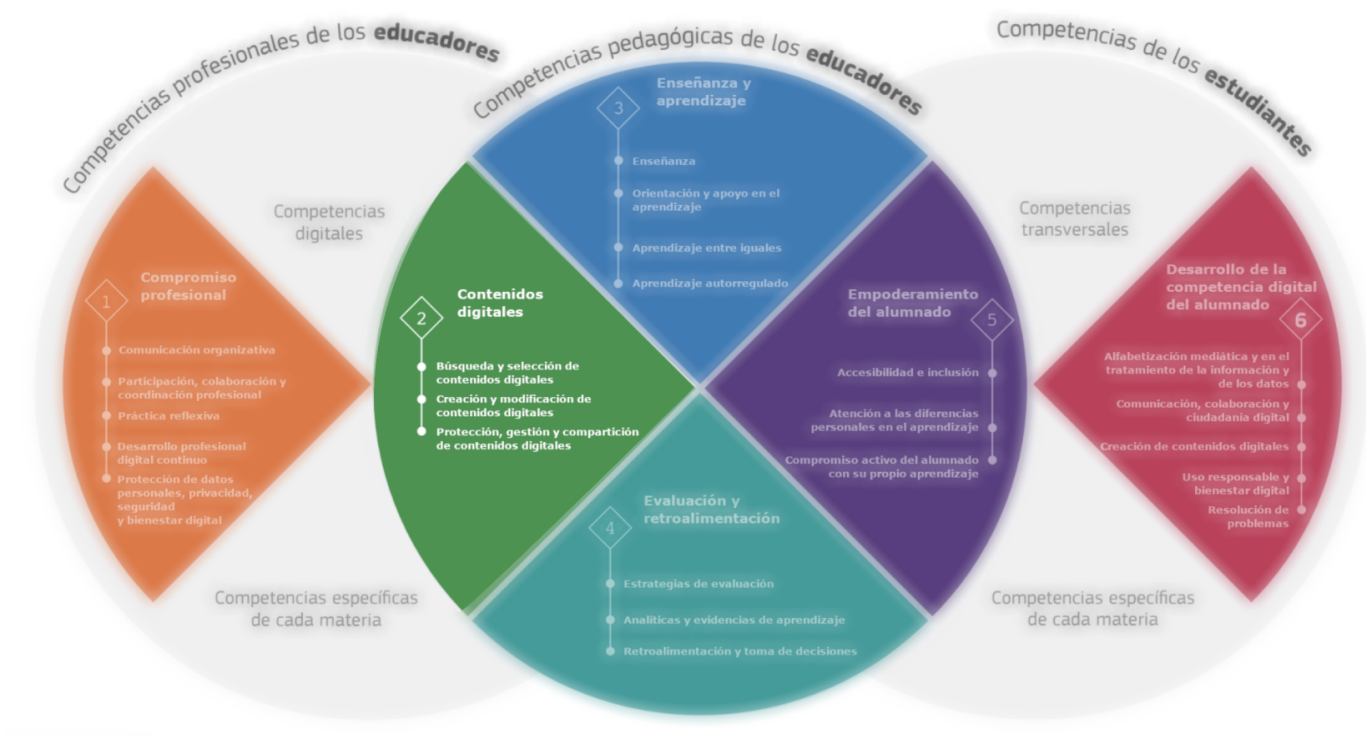 Competencias profesionales de los educadores
Competencias pedagógicas de los educadores
Competencias de los estudiantes
Competencias
digitales
Competencias
transversales
Competencias específicas
de cada materia
Competencias específicas
de cada materia
1
Compromiso
profesional
Comunicación organizativa
Participación, colaboración y
coordinación profesional
Práctica reflexiva
Desarrollo profesional
digital continuo
Protección de datos
personales, privacidad,
seguridad
y bienestar digital
2
Contenidos
digitales
Búsqueda y selección de
contenidos digitales
Creación y modificación de
contenidos digitales
Protección, gestión y compartición
de contenidos digitales
3
Enseñanza y
aprendizaje
Enseñanza
Orientación y apoyo en el
aprendizaje
Aprendizaje entre iguales
Aprendizaje autorregulado
4
Evaluación y
retroalimentación
Estrategias de evaluación
Analíticas y evidencias de aprendizaje
Retroalimentación y toma de decisiones
5
Empoderamiento
del alumnado
Accesibilidad e inclusión
Atención a las diferencias
personales en el aprendizaje
Compromiso activo del alumnado
con su propio aprendizaje
6
Desarrollo de la
competencia digital
del alumnado
Alfabetización mediática y en el
tratamiento de la información y
de los datos
Comunicación, colaboración y
ciudadanía digital
Creación de contenidos digitales
Uso responsable y
bienestar digital
Resolución de
problemas